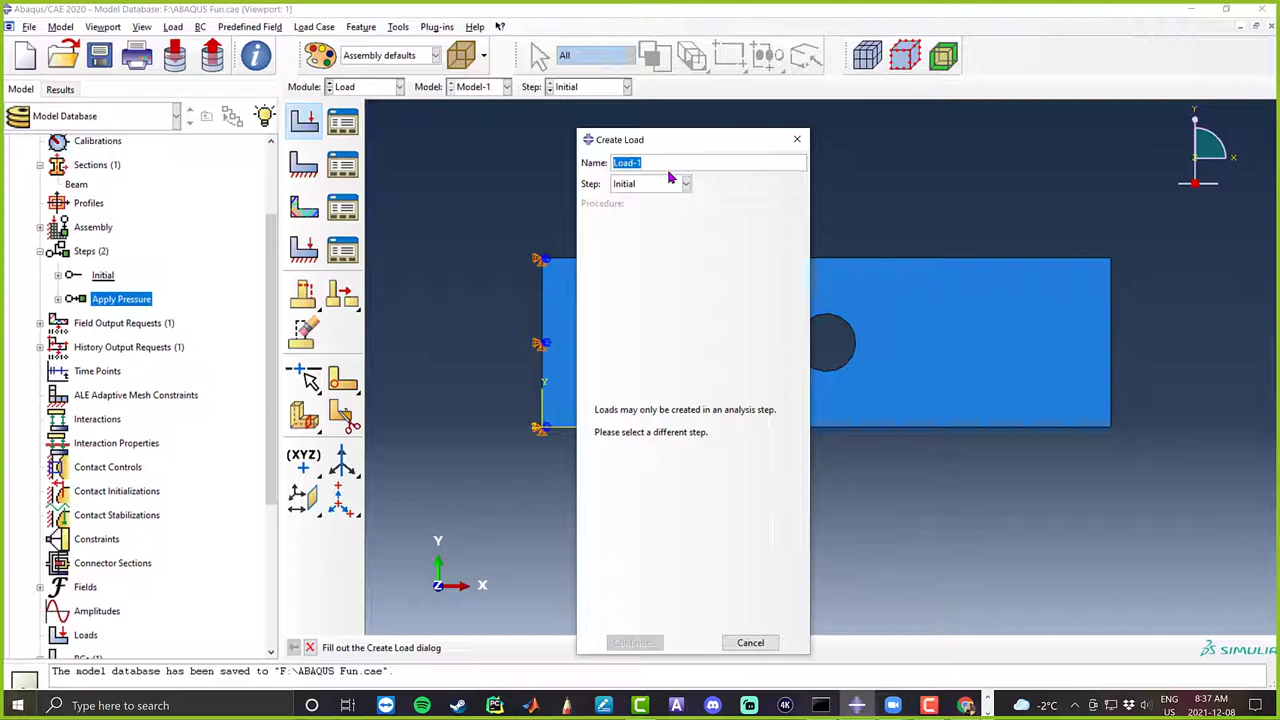 Abaqus/CAE 2020 - Model Database: F:\ABAQUS Fun.cae [Viewport: 1]
File Model Viewport View Load BC Predefined Field Load Case Feature Tools Plug-ins Help
Assembly defaults
All
Model Results
Module: Load Model: Model-1 Step: Initial
Model Database
Calibrations
Sections (1)
Beam
Profiles
Assembly
Steps (2)
Initial
Apply Pressure
Field Output Requests (1)
History Output Requests (1)
Time Points
ALE Adaptive Mesh Constraints
Interactions
Interaction Properties
Contact Controls
Contact Initializations
Contact Stabilizations
Constraints
Connector Sections
Fields
Amplitudes
Loads
(XYZ)
Create Load
Name: Load-1
Step: Initial
Procedure:
Loads may only be created in an analysis step.
Please select a different step.
Continue... Cancel
Y
X
Z
Y
Y
Z
X
Fill out the Create Load dialog
SIMULIA
The model database has been saved to "F:\ABAQUS Fun.cae".
Type here to search
-2°C
ENG
US
8:37 AM
2021-12-08